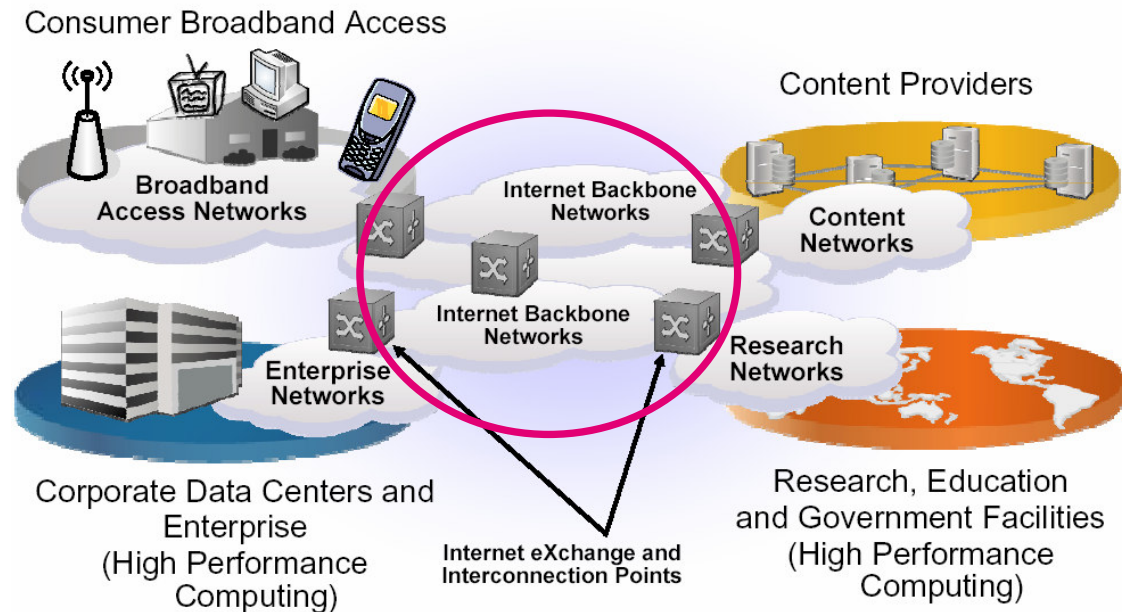 Consumer Broadband Access
Content Providers
Broadband
Access Networks
Internet Backbone
Networks
Content
Networks
Internet Backbone
Networks
Enterprise
Networks
Research
Networks
Corporate Data Centers and
Enterprise
(High Performance
Computing)
Internet eXchange and
Interconnection Points
Research, Education
and Government Facilities
(High Performance
Computing)